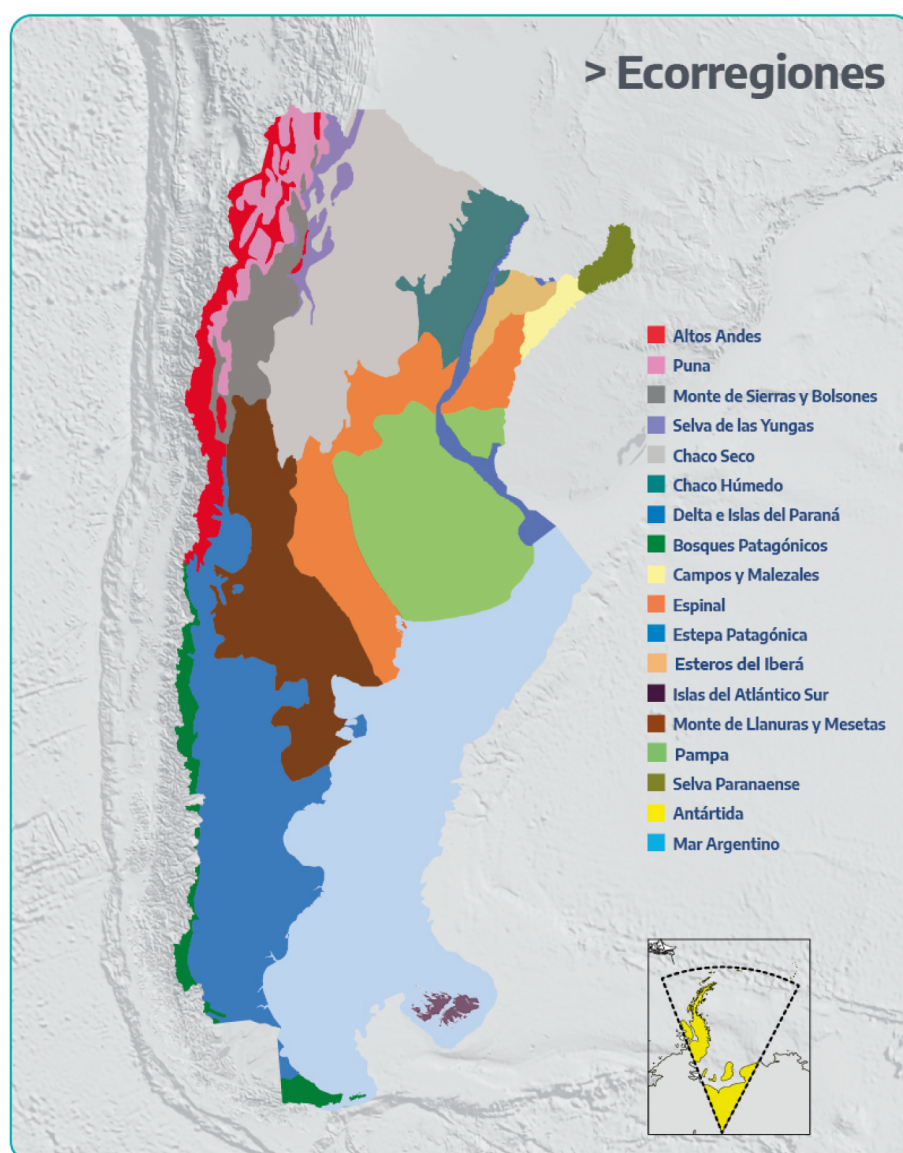 > Ecorregiones
Altos Andes
Puna
Monte de Sierras y Bolsones
Selva de las Yungas
Chaco Seco
Chaco Húmedo
Delta e Islas del Paraná
Bosques Patagónicos
Campos y Malezales
Espinal
Estepa Patagónica
Esteros del Iberá
Islas del Atlántico Sur
Monte de Llanuras y Mesetas
Pampa
Selva Paranaense
Antártida
Mar Argentino